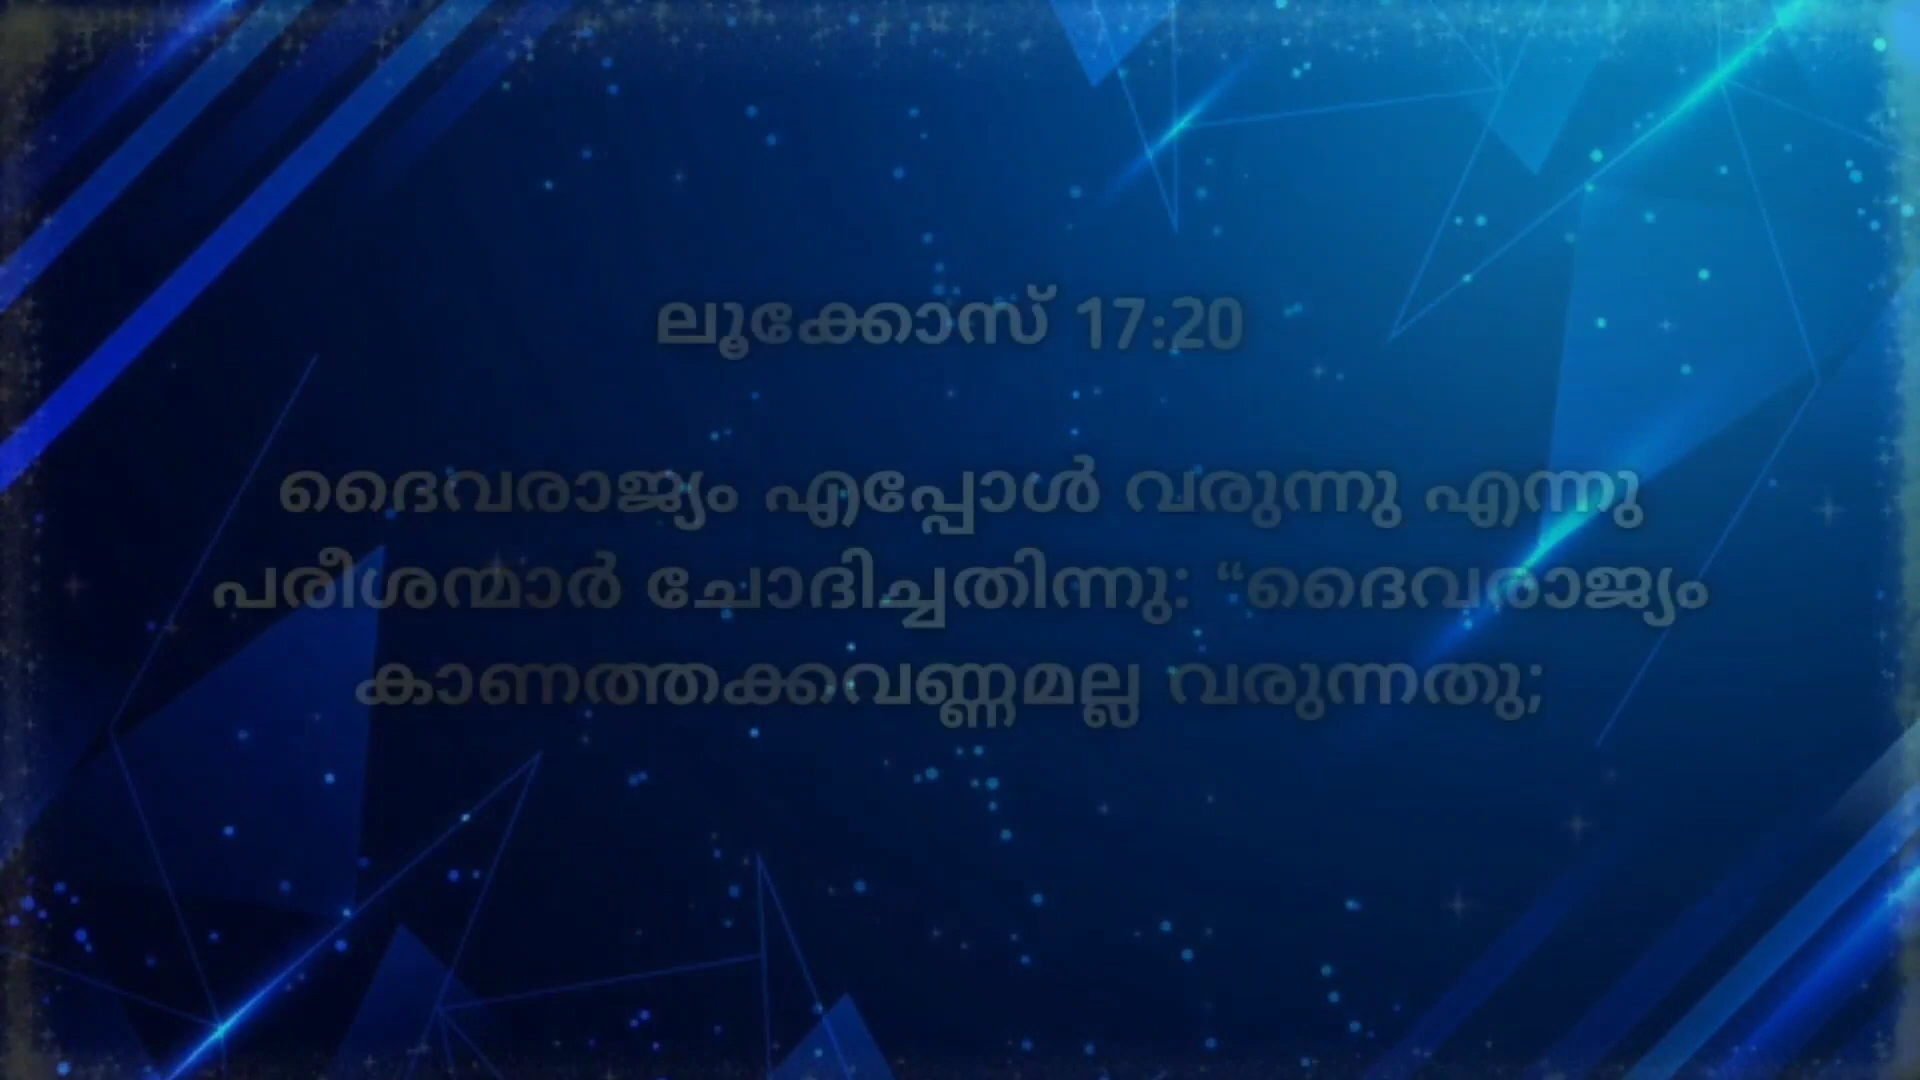 ലൂക്കോസ് 17:20
ദൈവരാജ്യം എപ്പോൾ വരുന്നു എന്നു
പരീശന്മാർ ചോദിച്ചതിന്നു: “ദൈവരാജ്യം
കാണത്തക്കവണ്ണമല്ല വരുന്നതു;